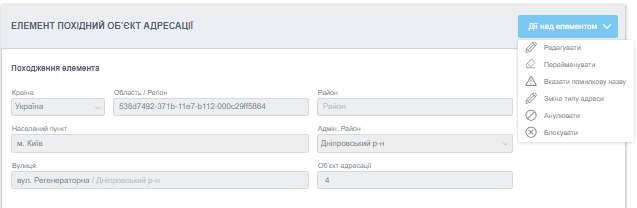 ЕЛЕМЕНТ ПОХІДНИЙ ОБ'ЄКТ АДРЕСАЦІЇ
Дії над елементом
Редагувати
Перейменувати
Вказати помилкову назву
Зміна типу адреси
Анулювати
Блокувати
Походження елемента
Країна Область / Регіон Район
Україна 538d7492-371b-11e7-b112-000c29ff5864 Район
Населений пункт Адмін. Район
м. Київ Дніпровський р-н
Вулиця Об'єкт адресації
вул. Регенераторна / Дніпровський р-н 4